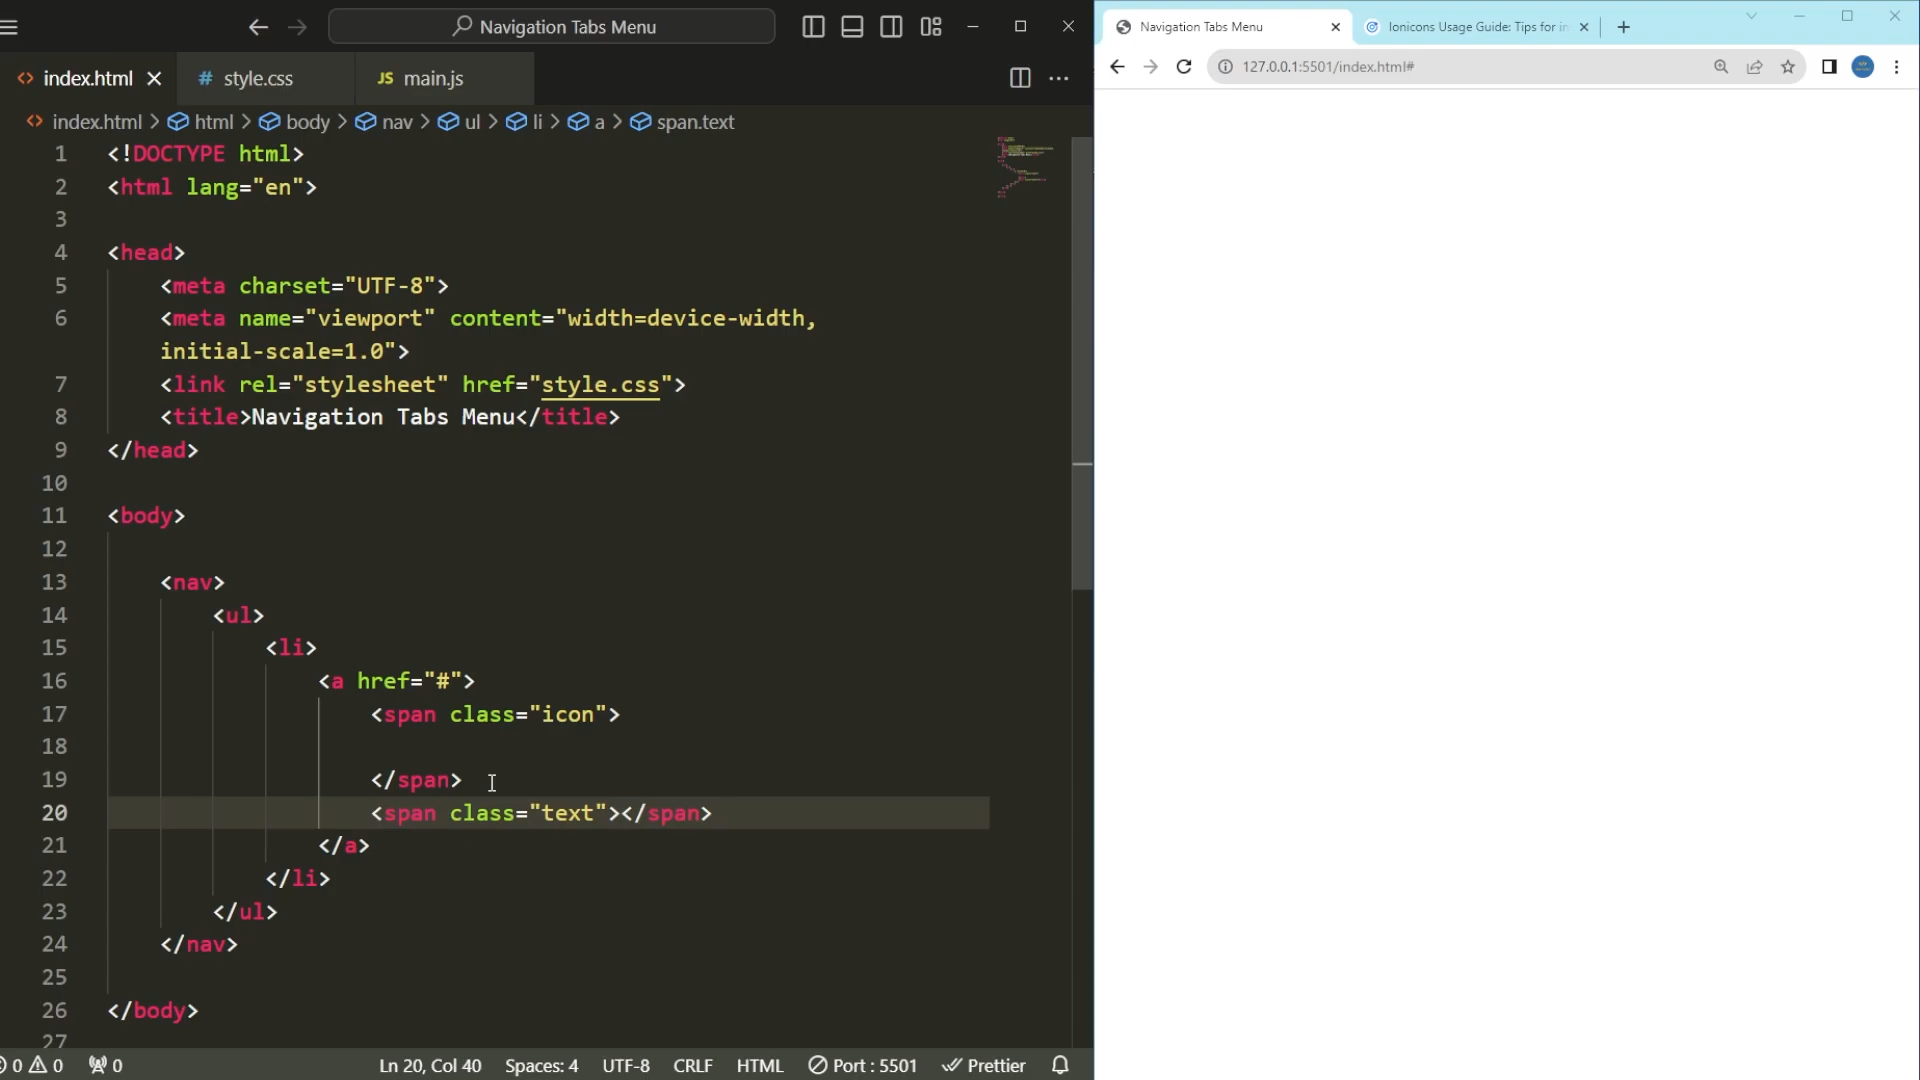 Navigation Tabs Menu
index.html
# style.css
JS main.js
index.html > html > body > nav > ul > li > a > span.text
1 <!DOCTYPE html>
2 <html lang="en">
3
4 <head>
5 <meta charset="UTF-8">
6 <meta name="viewport" content="width=device-width,
initial-scale=1.0">
7 <link rel="stylesheet" href="style.css">
8 <title>Navigation Tabs Menu</title>
9 </head>
10
11 <body>
12
13 <nav>
14 <ul>
15 <li>
16 <a href="#">
17 <span class="icon">
18
19 </span>
20 <span class="text"></span>
21 </a>
22 </li>
23 </ul>
24 </nav>
25
26 </body>
27
0 0 0 Ln 20, Col 40 Spaces: 4 UTF-8 CRLF HTML Port : 5501 Prettier
Navigation Tabs Menu
Ionicons Usage Guide: Tips for in
127.0.0.1:5501/index.html#